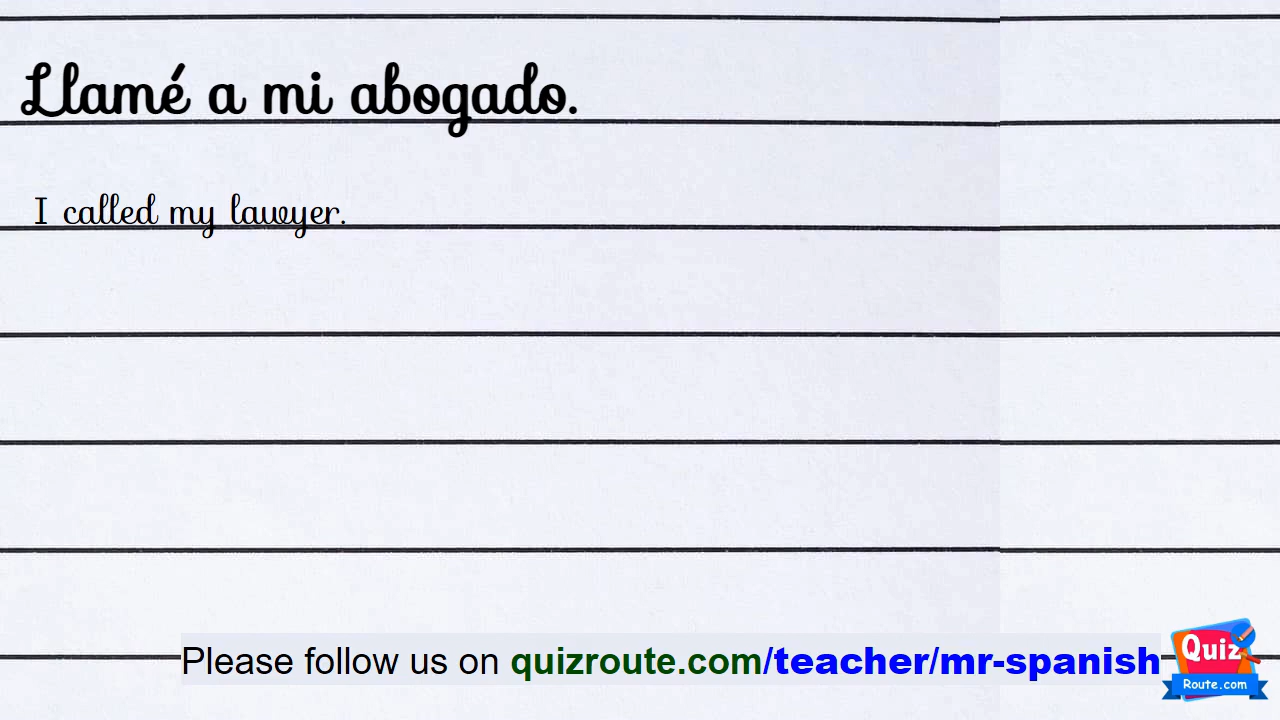 Llamé a mi abogado.
I called my lawyer.
Please follow us on quizroute.com/teacher/mr-spanish
Quiz
Route.com